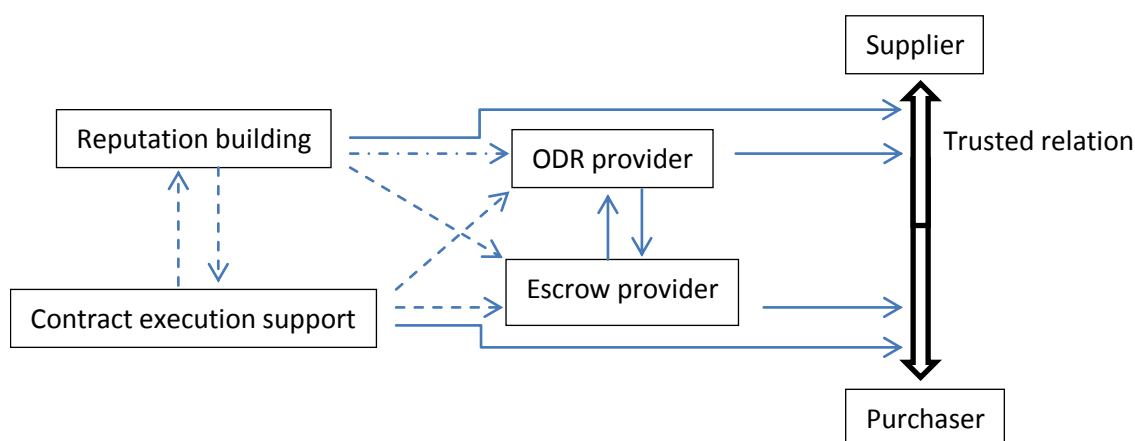 Supplier
Reputation building
ODR provider
Trusted relation
Escrow provider
Contract execution support
Purchaser